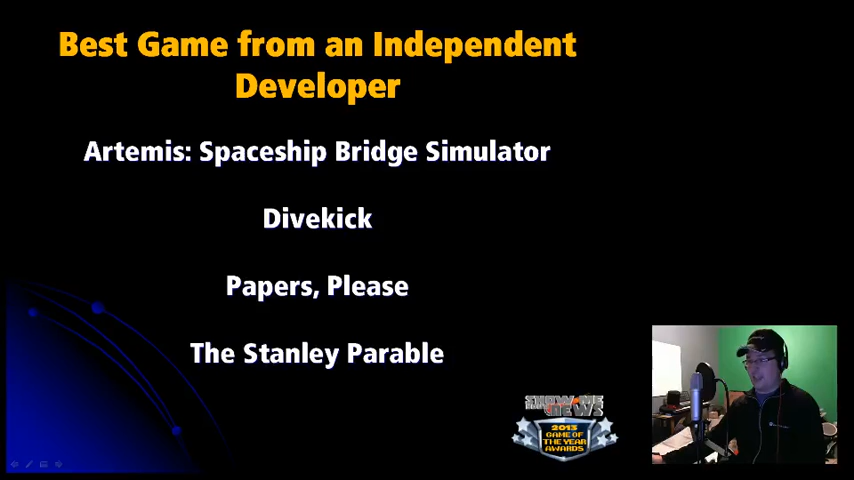 Best Game from an Independent
Developer
Artemis: Spaceship Bridge Simulator
Divekick
Papers, Please
The Stanley Parable
SHOW-ME
NEWS
2013
GAME OF
THE YEAR
AWARDS